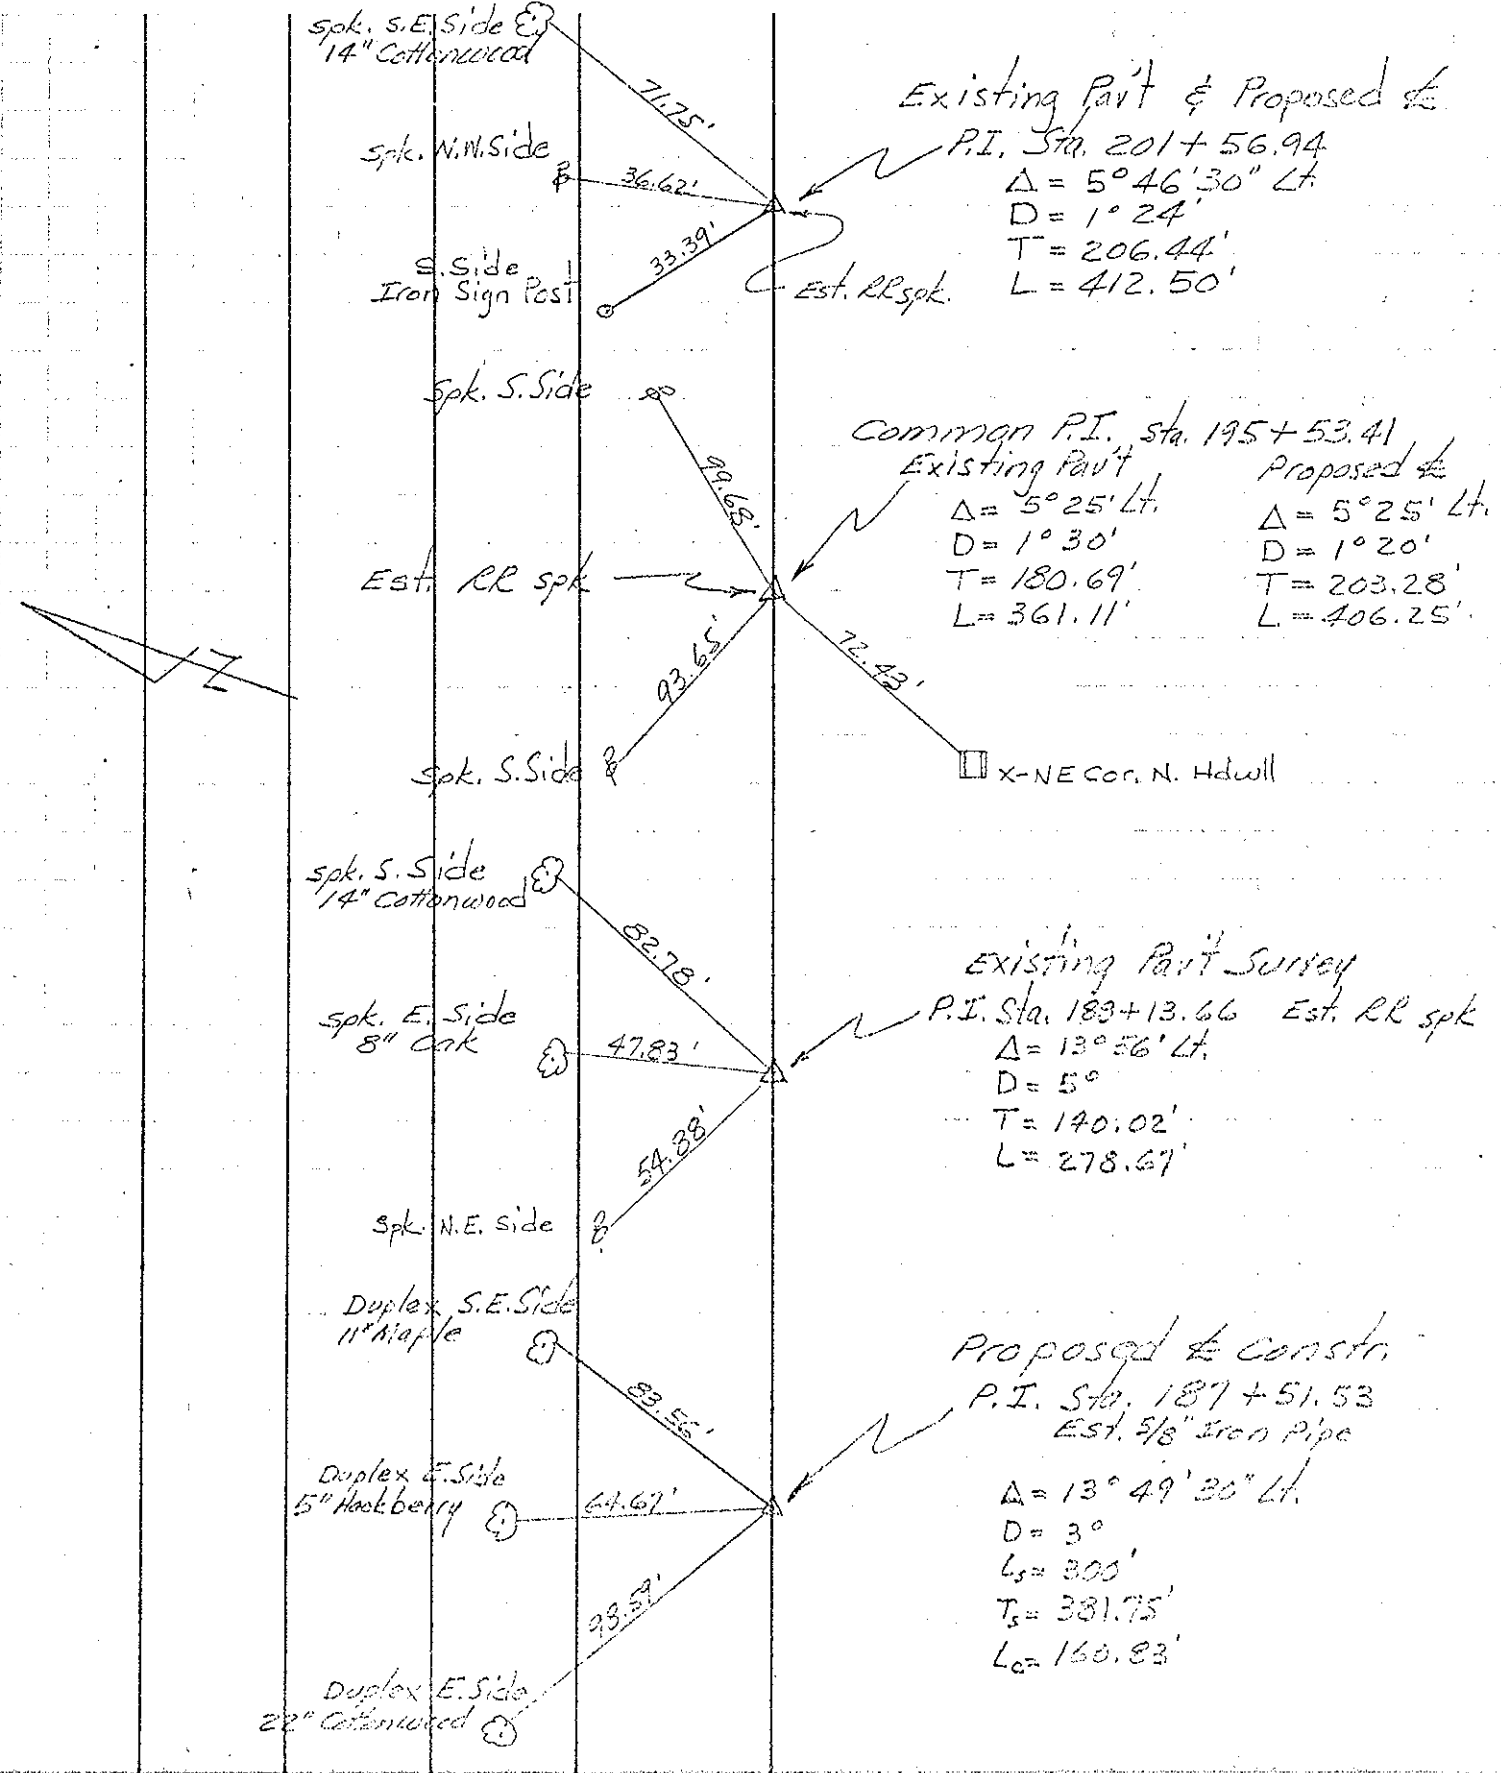 spk. S.E. Side
14" Cottonwood
71.75'
Existing Pav't & Proposed ℄
P.I. Sta. 201 + 56.94
Δ = 5° 46' 30" Lt.
D = 1° 24'
T = 206.44'
L = 412.50'
spk. N.W. Side
36.62'
S. Side
Iron Sign Post
33.39'
Est. RR spk.
Spk. S. Side
99.68'
Common P.I. Sta. 195 + 53.41
Existing Pav't
Δ = 5° 25' Lt.
D = 1° 30'
T = 180.69'
L = 361.11'
Proposed ℄
Δ = 5° 25' Lt.
D = 1° 20'
T = 203.28'
L = 406.25'
Est. RR spk
N
93.65'
72.43'
Spk. S. Side
X-NE Cor. N. Hdwll
spk. S. Side
14" Cottonwood
82.78'
Existing Pav't Survey
P.I. Sta. 183+13.66 Est. RR spk
Δ = 13° 56' Lt.
D = 5°
T = 140.02'
L = 278.67'
spk. E. Side
8" Oak
47.83'
54.38'
Spk. N.E. Side
Duplex S.E. Side
11" Maple
83.56'
Proposed ℄ Constr.
P.I. Sta. 187 + 51.53
Est. 5/8" Iron Pipe
Δ = 13° 49' 30" Lt.
D = 3°
Ls = 300'
Ts = 381.75'
Lc = 160.83'
Duplex E. Side
5" Hackberry
64.67'
Duplex E. Side
22" Cottonwood